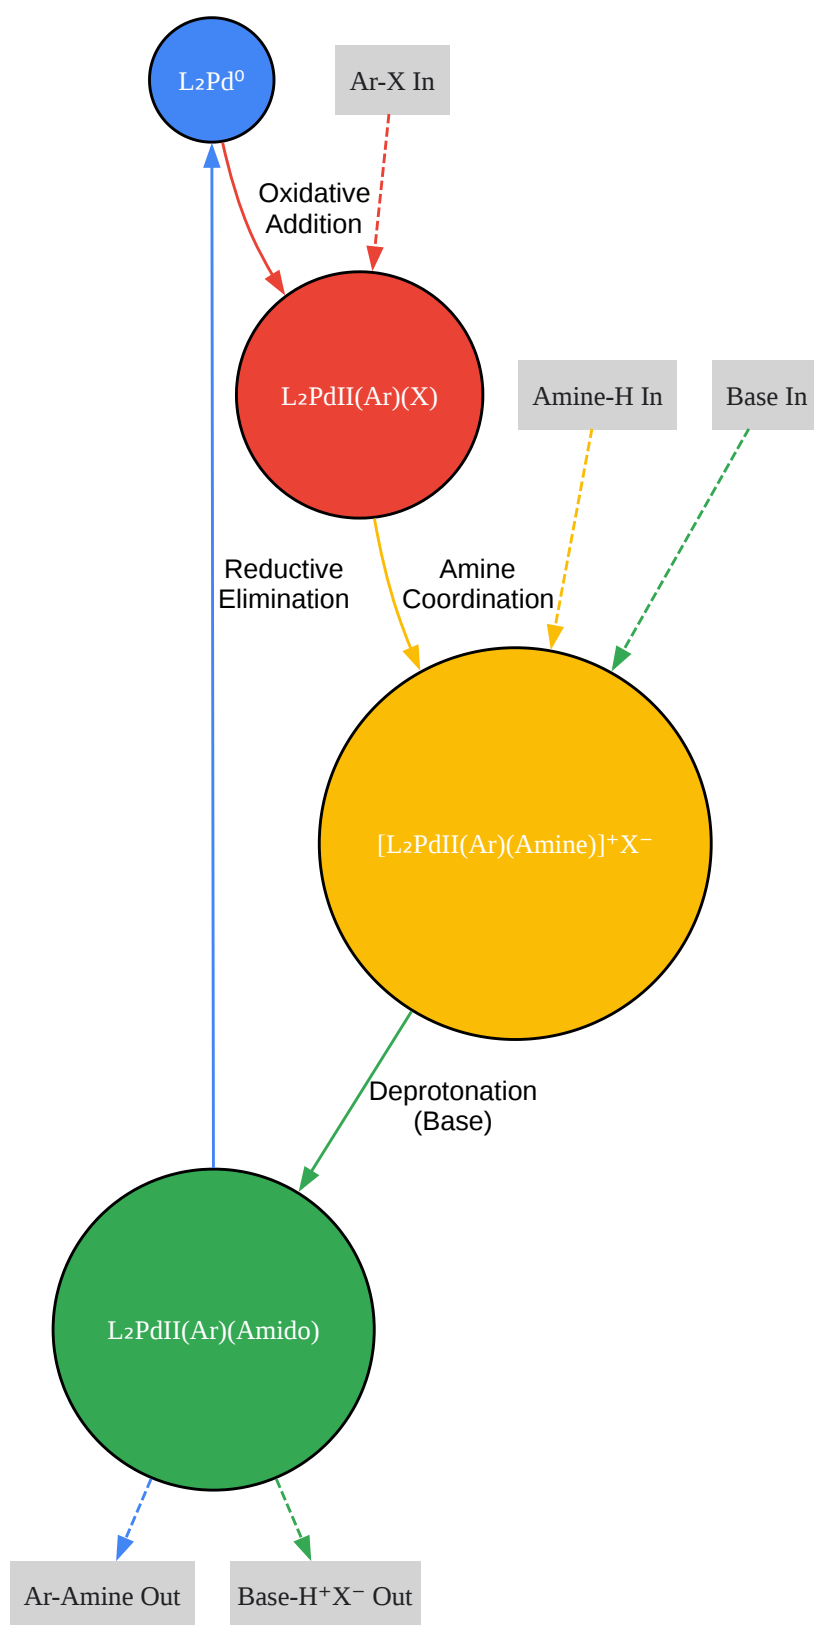 L₂Pd⁰
Ar-X In
Oxidative
Addition
L₂PdII(Ar)(X)
Amine-H In
Base In
Reductive
Elimination
Amine
Coordination
[L₂PdII(Ar)(Amine)]⁺X⁻
Deprotonation
(Base)
L₂PdII(Ar)(Amido)
Ar-Amine Out
Base-H⁺X⁻ Out